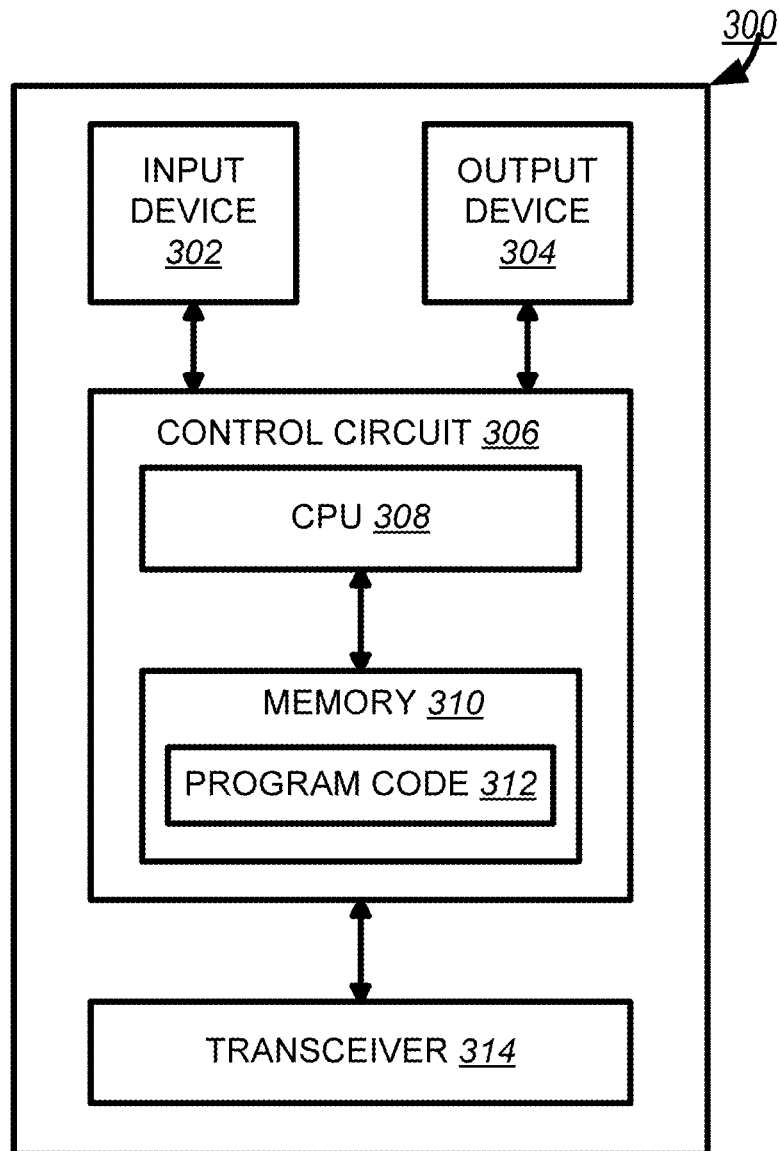 300
INPUT
DEVICE
302
OUTPUT
DEVICE
304
CONTROL CIRCUIT 306
CPU 308
MEMORY 310
PROGRAM CODE 312
TRANSCEIVER 314